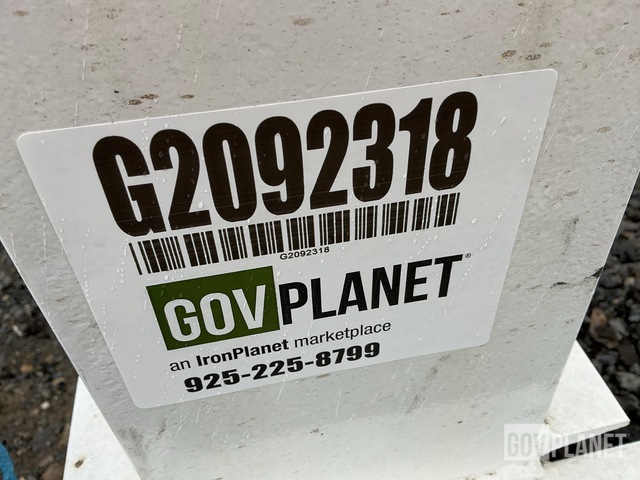 G2092318
G2092318
GOVPLANET®
an IronPlanet marketplace
925-225-8799
GOVPLANET